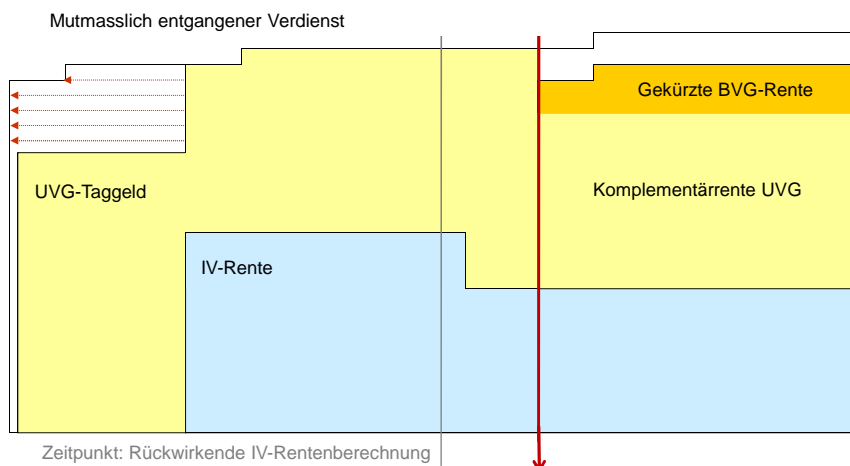 Mutmasslich entgangener Verdienst
Gekürzte BVG-Rente
UVG-Taggeld
Komplementärrente UVG
IV-Rente
Zeitpunkt: Rückwirkende IV-Rentenberechnung